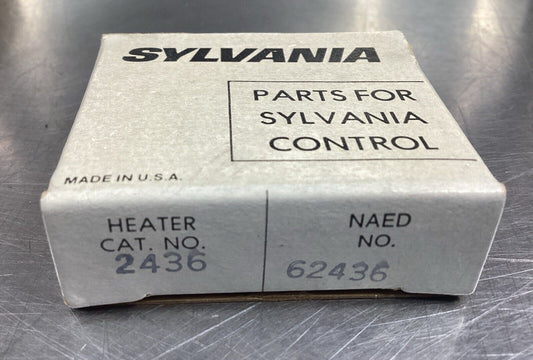 SYLVANIA
PARTS FOR
SYLVANIA
CONTROL
MADE IN U.S.A.
HEATER
CAT. NO.
2436
NAED
NO.
62436